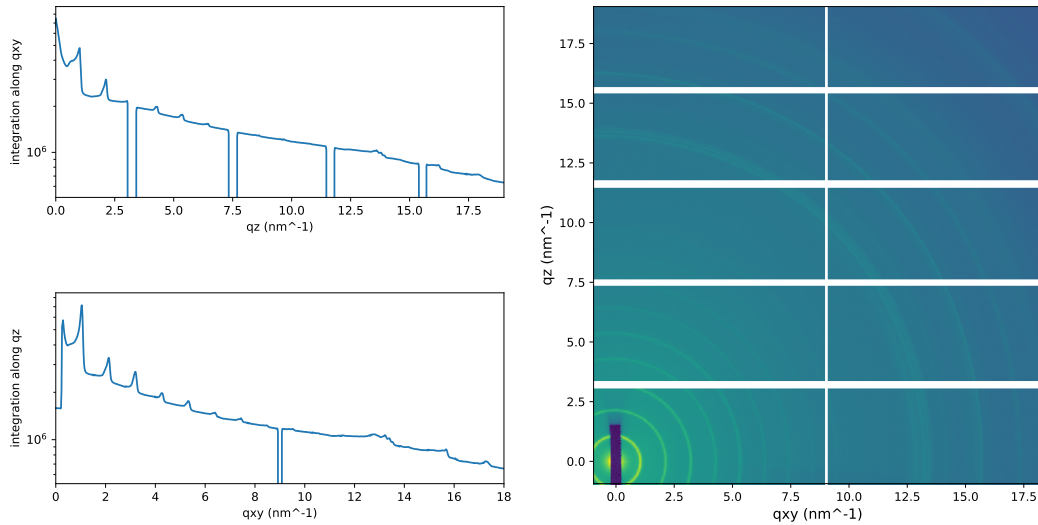 integration along qxy
10^6
0.0 2.5 5.0 7.5 10.0 12.5 15.0 17.5
qz (nm^-1)
integration along qz
10^6
0 2 4 6 8 10 12 14 16 18
qxy (nm^-1)
qz (nm^-1)
17.5
15.0
12.5
10.0
7.5
5.0
2.5
0.0
0.0 2.5 5.0 7.5 10.0 12.5 15.0 17.5
qxy (nm^-1)